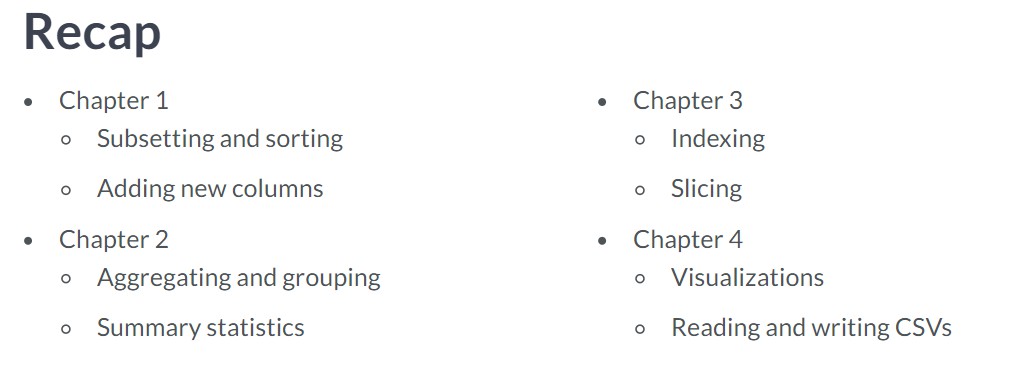 Recap
• Chapter 1
○ Subsetting and sorting
○ Adding new columns
• Chapter 2
○ Aggregating and grouping
○ Summary statistics
• Chapter 3
○ Indexing
○ Slicing
• Chapter 4
○ Visualizations
○ Reading and writing CSVs